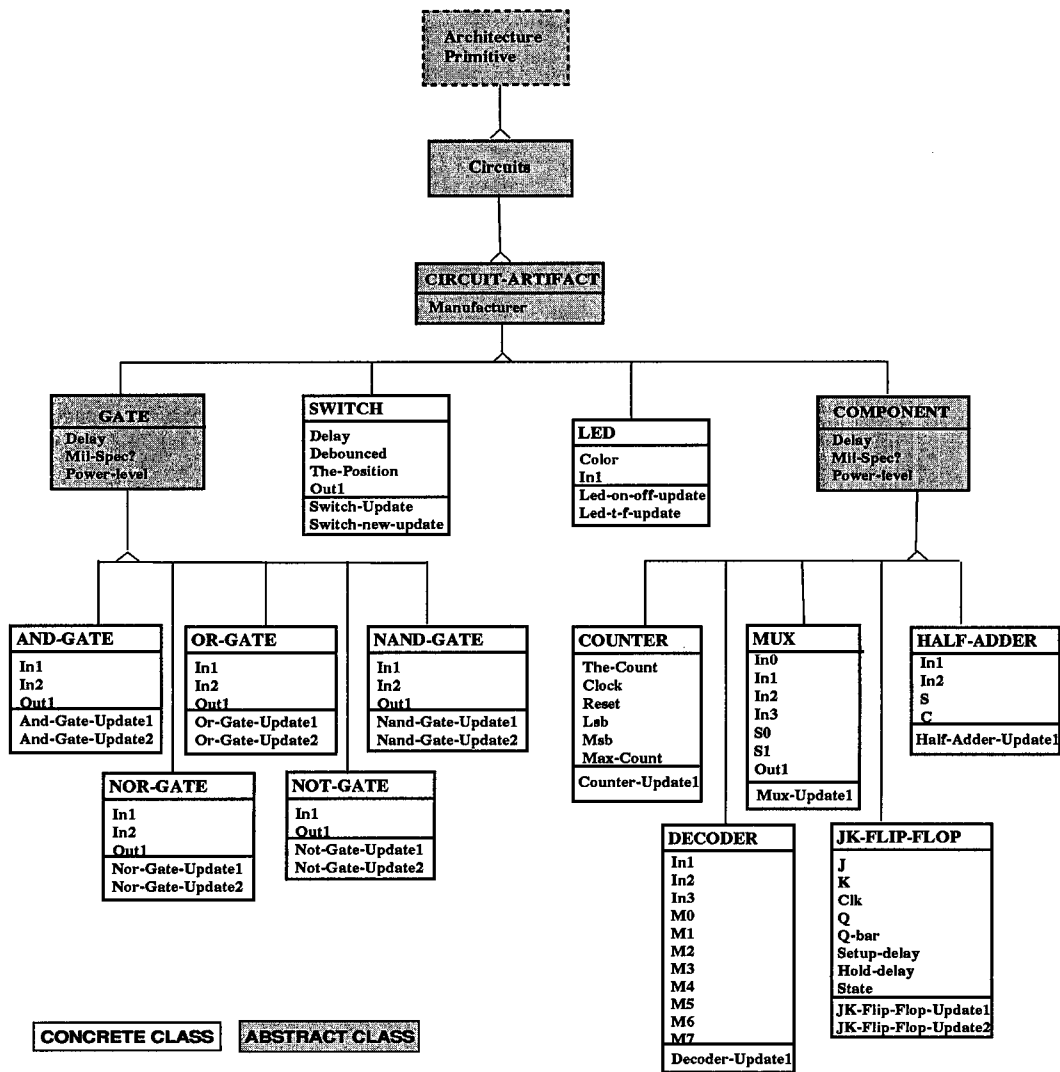 Architecture
Primitive
Circuits
CIRCUIT-ARTIFACT
Manufacturer
GATE
Delay
Mil-Spec?
Power-level
SWITCH
Delay
Debounced
The-Position
Out1
Switch-Update
Switch-new-update
LED
Color
In1
Led-on-off-update
Led-t-f-update
COMPONENT
Delay
Mil-Spec?
Power-level
AND-GATE
In1
In2
Out1
And-Gate-Update1
And-Gate-Update2
OR-GATE
In1
In2
Out1
Or-Gate-Update1
Or-Gate-Update2
NAND-GATE
In1
In2
Out1
Nand-Gate-Update1
Nand-Gate-Update2
NOR-GATE
In1
In2
Out1
Nor-Gate-Update1
Nor-Gate-Update2
NOT-GATE
In1
Out1
Not-Gate-Update1
Not-Gate-Update2
COUNTER
The-Count
Clock
Reset
Lsb
Msb
Max-Count
Counter-Update1
MUX
In0
In1
In2
In3
S0
S1
Out1
Mux-Update1
HALF-ADDER
In1
In2
S
C
Half-Adder-Update1
DECODER
In1
In2
In3
M0
M1
M2
M3
M4
M5
M6
M7
Decoder-Update1
JK-FLIP-FLOP
J
K
Clk
Q
Q-bar
Setup-delay
Hold-delay
State
JK-Flip-Flop-Update1
JK-Flip-Flop-Update2
CONCRETE CLASS
ABSTRACT CLASS